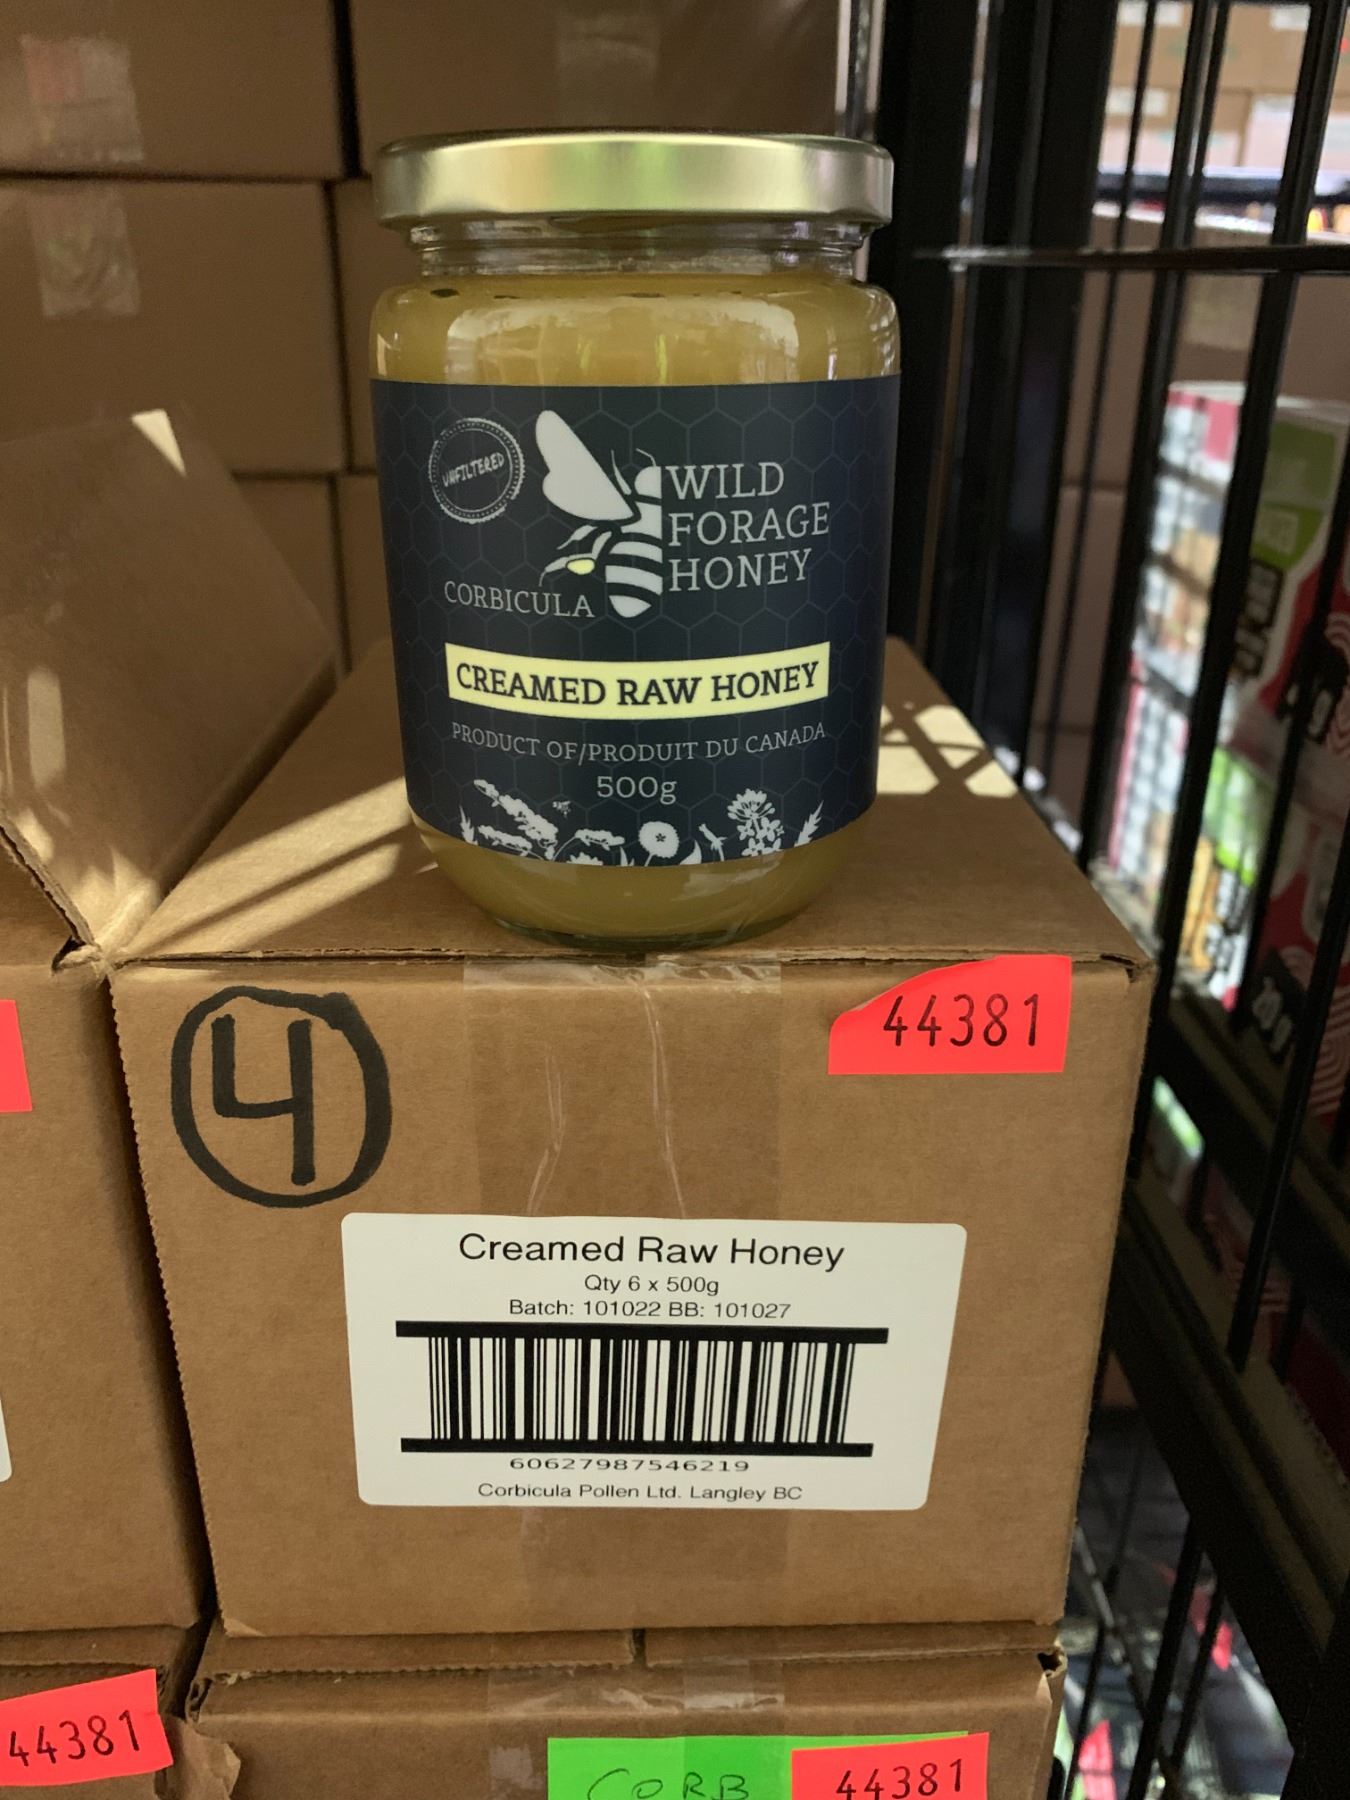 UNFILTERED
WILD
FORAGE
HONEY
CORBICULA
CREAMED RAW HONEY
PRODUCT OF/PRODUIT DU CANADA
500g
44381
4
Creamed Raw Honey
Qty 6 x 500g
Batch: 101022 BB: 101027
60627987546219
Corbicula Pollen Ltd. Langley BC
44381
CORB
44381